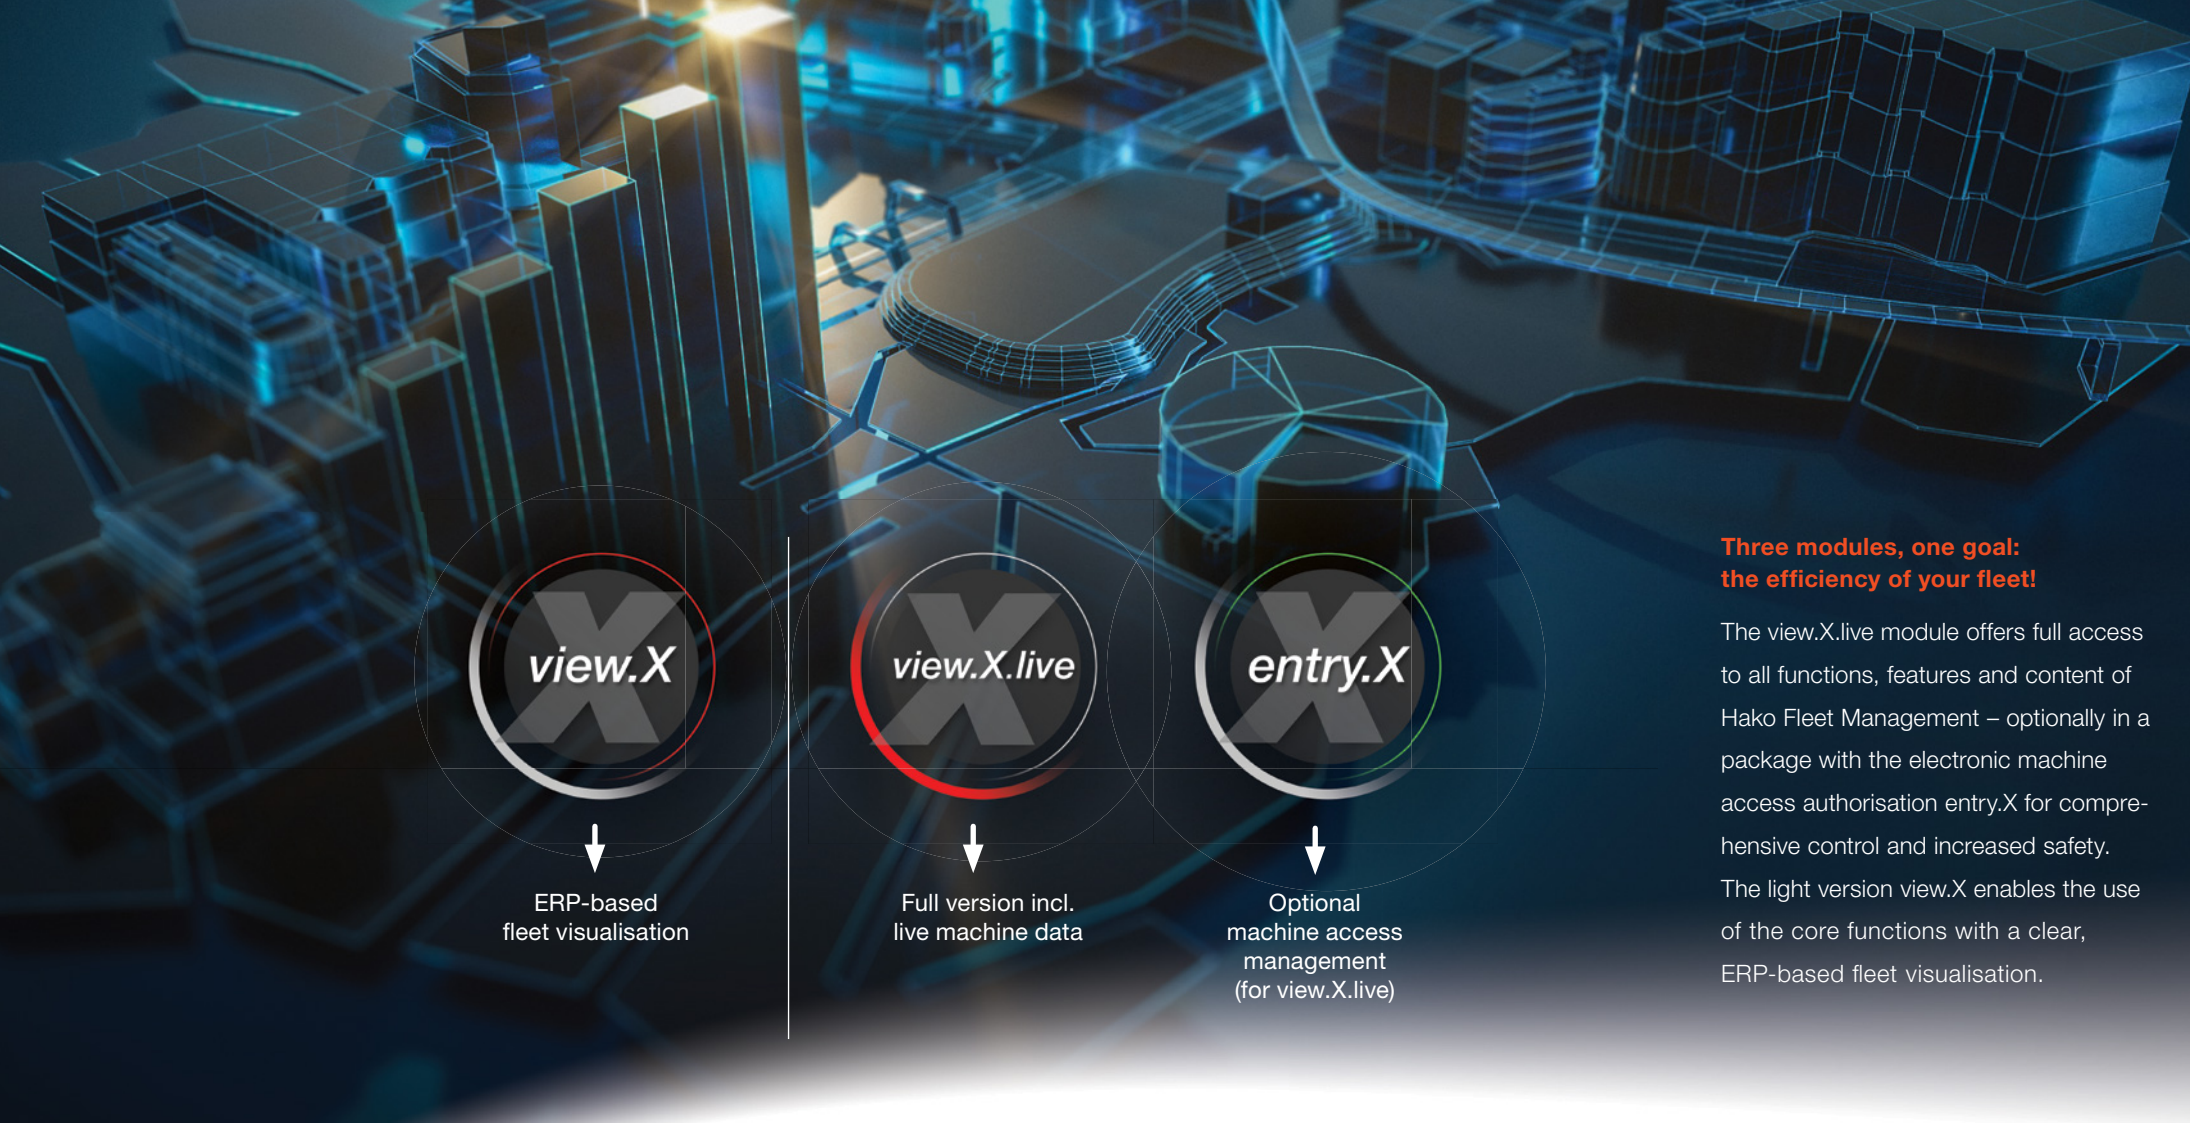 view.X
ERP-based
fleet visualisation
view.X.live
Full version incl.
live machine data
entry.X
Optional
machine access
management
(for view.X.live)
Three modules, one goal:
the efficiency of your fleet!
The view.X.live module offers full access
to all functions, features and content of
Hako Fleet Management – optionally in a
package with the electronic machine
access authorisation entry.X for compre-
hensive control and increased safety.
The light version view.X enables the use
of the core functions with a clear,
ERP-based fleet visualisation.